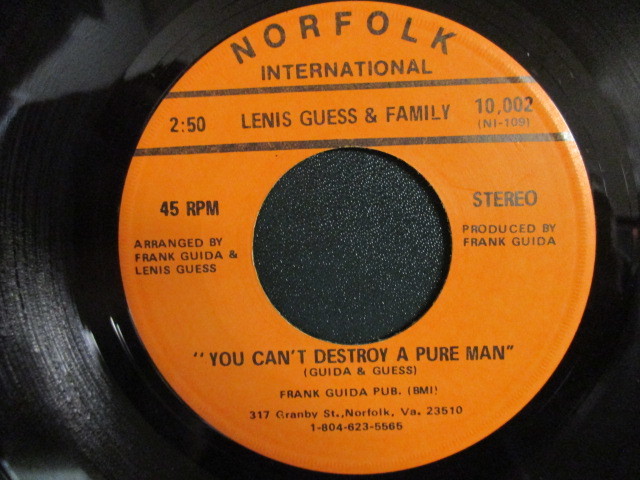 NORFOLK
INTERNATIONAL
2:50 LENIS GUESS & FAMILY 10,002
(NI-109)
45 RPM
STEREO
ARRANGED BY
FRANK GUIDA &
LENIS GUESS
PRODUCED BY
FRANK GUIDA
"YOU CAN'T DESTROY A PURE MAN"
(GUIDA & GUESS)
FRANK GUIDA PUB. (BMI)
317 Granby St.,Norfolk, Va. 23510
1-804-623-5565